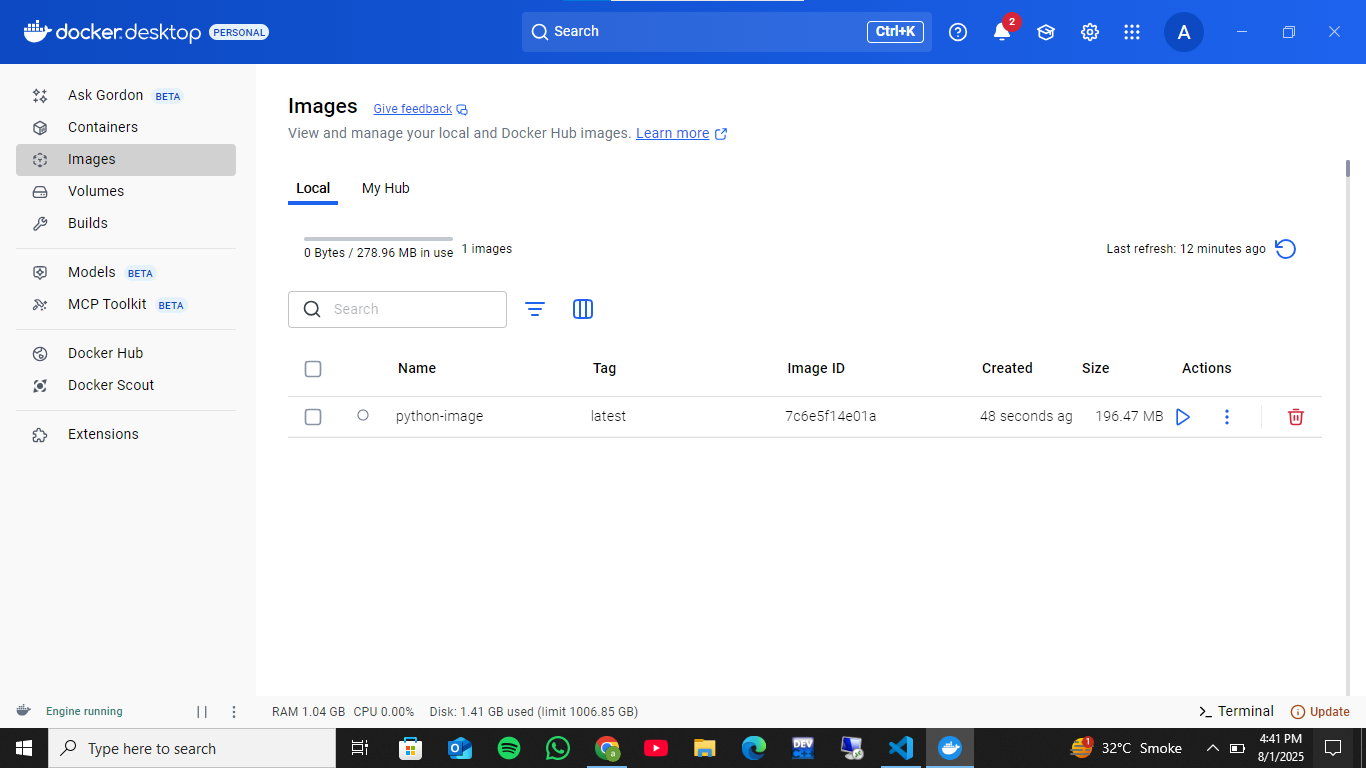 docker.desktop PERSONAL
Search Ctrl+K
2
A
Ask Gordon BETA
Containers
Images
Volumes
Builds
Models BETA
MCP Toolkit BETA
Docker Hub
Docker Scout
Extensions
Images Give feedback
View and manage your local and Docker Hub images. Learn more
Local My Hub
0 Bytes / 278.96 MB in use 1 images
Last refresh: 12 minutes ago
Search
Name Tag Image ID Created Size Actions
python-image latest 7c6e5f14e01a 48 seconds ag 196.47 MB
Engine running
RAM 1.04 GB CPU 0.00% Disk: 1.41 GB used (limit 1006.85 GB)
Terminal Update
Type here to search
DEV
1
32°C Smoke
4:41 PM
8/1/2025